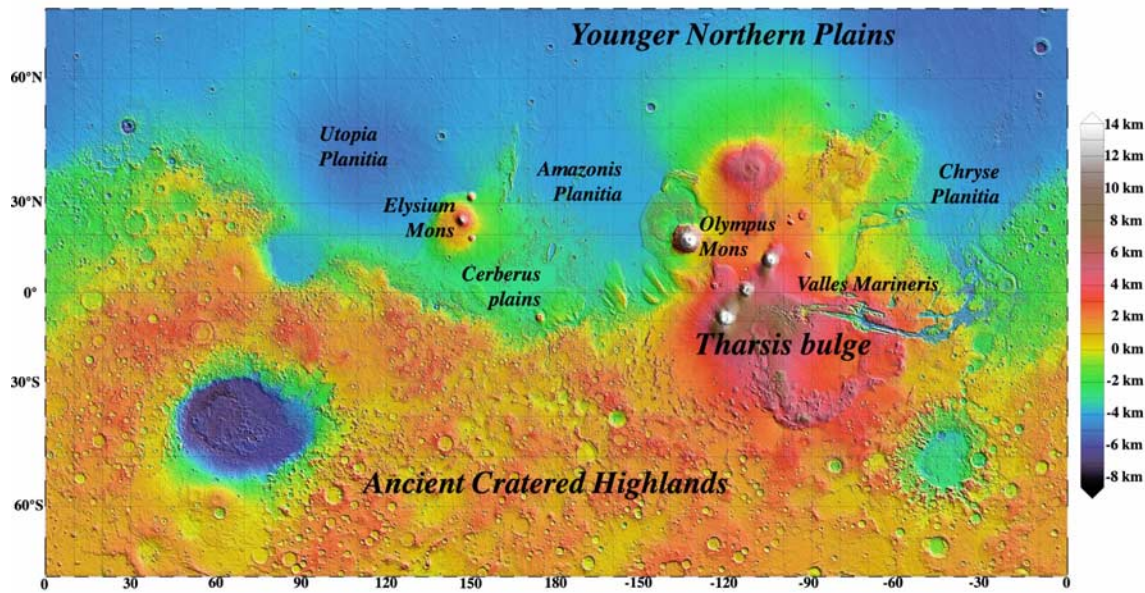 Younger Northern Plains
60°N
Utopia
Planitia
Amazonis
Planitia
Chryse
Planitia
30°N
Elysium
Mons
Olympus
Mons
Cerberus
plains
Valles Marineris
0°
Tharsis bulge
30°S
Ancient Cratered Highlands
60°S
0 30 60 90 120 150 180 -150 -120 -90 -60 -30 0
14 km
12 km
10 km
8 km
6 km
4 km
2 km
0 km
-2 km
-4 km
-6 km
-8 km